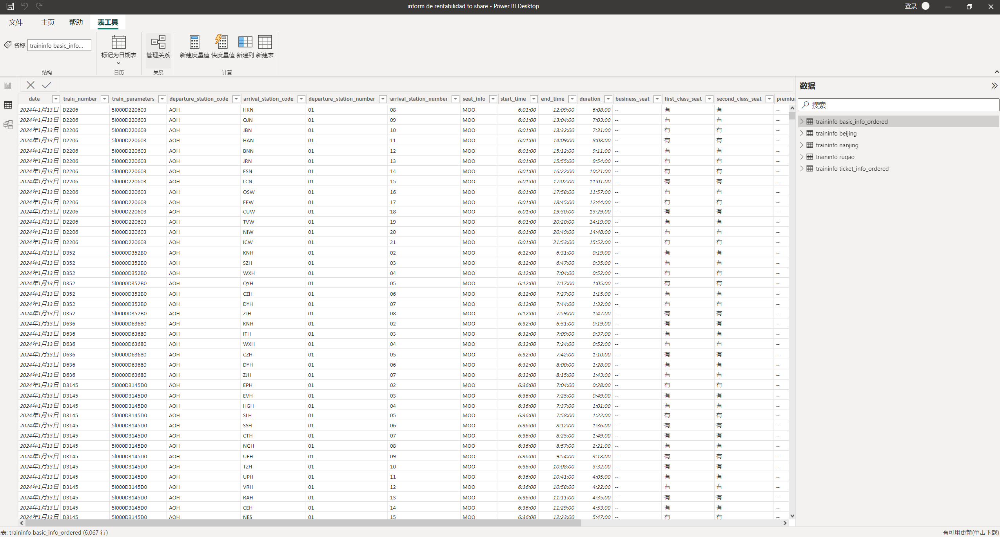 inform de rentabilidad to share - Power BI Desktop
登录
文件 主页 帮助 表工具
名称 traininfo basic_info...
标记为日期表 管理关系 新建度量值 快度量值 新建列 新建表
结构 日历 关系 计算
date train_number train_parameters departure_station_code arrival_station_code departure_station_number arrival_station_number seat_info start_time end_time duration business_seat first_class_seat second_class_seat premiun
2024年1月13日 D2206 5l000D220603 AOH HKN 01 08 MOO 6:01:00 12:09:00 6:08:00 -- 有 有 --
2024年1月13日 D2206 5l000D220603 AOH QJN 01 09 MOO 6:01:00 13:04:00 7:03:00 -- 有 有 --
2024年1月13日 D2206 5l000D220603 AOH JBN 01 10 MOO 6:01:00 13:32:00 7:31:00 -- 有 有 --
2024年1月13日 D2206 5l000D220603 AOH HAN 01 11 MOO 6:01:00 14:09:00 8:08:00 -- 有 有 --
2024年1月13日 D2206 5l000D220603 AOH BNN 01 12 MOO 6:01:00 15:12:00 9:11:00 -- 有 有 --
2024年1月13日 D2206 5l000D220603 AOH JRN 01 13 MOO 6:01:00 15:55:00 9:54:00 -- 有 有 --
2024年1月13日 D2206 5l000D220603 AOH ESN 01 14 MOO 6:01:00 16:22:00 10:21:00 -- 有 有 --
2024年1月13日 D2206 5l000D220603 AOH LCN 01 15 MOO 6:01:00 17:02:00 11:01:00 -- 有 有 --
2024年1月13日 D2206 5l000D220603 AOH OSW 01 16 MOO 6:01:00 17:58:00 11:57:00 -- 有 有 --
2024年1月13日 D2206 5l000D220603 AOH FEW 01 17 MOO 6:01:00 18:45:00 12:44:00 -- 有 有 --
2024年1月13日 D2206 5l000D220603 AOH CUW 01 18 MOO 6:01:00 19:30:00 13:29:00 -- 有 有 --
2024年1月13日 D2206 5l000D220603 AOH TVW 01 19 MOO 6:01:00 20:20:00 14:19:00 -- 有 有 --
2024年1月13日 D2206 5l000D220603 AOH NIW 01 20 MOO 6:01:00 20:49:00 14:48:00 -- 有 有 --
2024年1月13日 D2206 5l000D220603 AOH ICW 01 21 MOO 6:01:00 21:53:00 15:52:00 -- 有 有 --
2024年1月13日 D352 5l0000D352B0 AOH KNH 01 02 MOO 6:12:00 6:31:00 0:19:00 -- 有 有 --
2024年1月13日 D352 5l0000D352B0 AOH SZH 01 03 MOO 6:12:00 6:47:00 0:35:00 -- 有 有 --
2024年1月13日 D352 5l0000D352B0 AOH WXH 01 04 MOO 6:12:00 7:04:00 0:52:00 -- 有 有 --
2024年1月13日 D352 5l0000D352B0 AOH QYH 01 05 MOO 6:12:00 7:17:00 1:05:00 -- 有 有 --
2024年1月13日 D352 5l0000D352B0 AOH CZH 01 06 MOO 6:12:00 7:27:00 1:15:00 -- 有 有 --
2024年1月13日 D352 5l0000D352B0 AOH DYH 01 07 MOO 6:12:00 7:44:00 1:32:00 -- 有 有 --
2024年1月13日 D352 5l0000D352B0 AOH ZJH 01 08 MOO 6:12:00 7:59:00 1:47:00 -- 有 有 --
2024年1月13日 D636 5l0000D63680 AOH KNH 01 02 MOO 6:32:00 6:51:00 0:19:00 -- 有 有 --
2024年1月13日 D636 5l0000D63680 AOH ITH 01 03 MOO 6:32:00 7:09:00 0:37:00 -- 有 有 --
2024年1月13日 D636 5l0000D63680 AOH WXH 01 04 MOO 6:32:00 7:24:00 0:52:00 -- 有 有 --
2024年1月13日 D636 5l0000D63680 AOH CZH 01 05 MOO 6:32:00 7:42:00 1:10:00 -- 有 有 --
2024年1月13日 D636 5l0000D63680 AOH DYH 01 06 MOO 6:32:00 8:00:00 1:28:00 -- 有 有 --
2024年1月13日 D636 5l0000D63680 AOH ZJH 01 07 MOO 6:32:00 8:15:00 1:43:00 -- 有 有 --
2024年1月13日 D3145 5l000D3145D0 AOH EPH 01 02 MOO 6:36:00 7:04:00 0:28:00 -- 有 有 --
2024年1月13日 D3145 5l000D3145D0 AOH EVH 01 03 MOO 6:36:00 7:25:00 0:49:00 -- 有 有 --
2024年1月13日 D3145 5l000D3145D0 AOH HGH 01 04 MOO 6:36:00 7:37:00 1:01:00 -- 有 有 --
2024年1月13日 D3145 5l000D3145D0 AOH SLH 01 05 MOO 6:36:00 7:58:00 1:22:00 -- 有 有 --
2024年1月13日 D3145 5l000D3145D0 AOH SSH 01 06 MOO 6:36:00 8:12:00 1:36:00 -- 有 有 --
2024年1月13日 D3145 5l000D3145D0 AOH CTH 01 07 MOO 6:36:00 8:25:00 1:49:00 -- 有 有 --
2024年1月13日 D3145 5l000D3145D0 AOH NGH 01 08 MOO 6:36:00 8:57:00 2:21:00 -- 有 有 --
2024年1月13日 D3145 5l000D3145D0 AOH UFH 01 09 MOO 6:36:00 9:54:00 3:18:00 -- 有 有 --
2024年1月13日 D3145 5l000D3145D0 AOH TZH 01 10 MOO 6:36:00 10:08:00 3:32:00 -- 有 有 --
2024年1月13日 D3145 5l000D3145D0 AOH UPH 01 11 MOO 6:36:00 10:41:00 4:05:00 -- 有 有 --
2024年1月13日 D3145 5l000D3145D0 AOH VRH 01 12 MOO 6:36:00 10:58:00 4:22:00 -- 有 有 --
2024年1月13日 D3145 5l000D3145D0 AOH RAH 01 13 MOO 6:36:00 11:11:00 4:35:00 -- 有 有 --
2024年1月13日 D3145 5l000D3145D0 AOH CEH 01 14 MOO 6:36:00 11:29:00 4:53:00 -- 有 有 --
2024年1月13日 D3145 5l000D3145D0 AOH NES 01 15 MOO 6:36:00 12:23:00 5:47:00 -- 有 有 --
数据
搜索
traininfo basic_info_ordered
traininfo beijing
traininfo nanjing
traininfo rugao
traininfo ticket_info_ordered
表: traininfo basic_info_ordered (6,067 行)
有可用更新(单击下载)